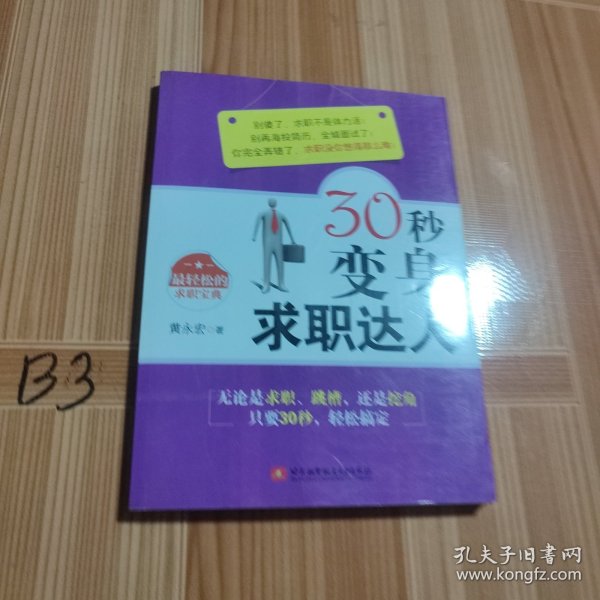 别傻了，求职不是体力活！
别再海投简历、全城面试了！
你完全弄错了，求职没你想得那么难！
30秒
变身
求职达人
最轻松的
求职宝典
黄永宏 著
无论是求职、跳槽、还是挖角
只要30秒，轻松搞定
B3
孔夫子旧书网
www.kongfz.com